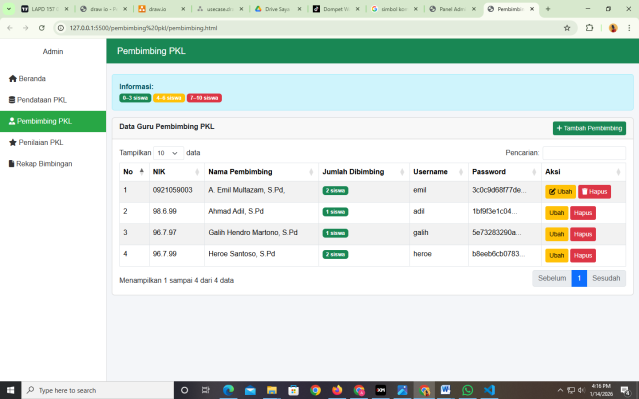 LAPD 157
draw io - P
draw.io
usecaseuti
Drive Saya
Dompet W
simbol ko
Panel Adm
Pembimbi
127.0.0.1:5500/pembimbing%20pkl/pembimbing.html
Admin
Pembimbing PKL
Beranda
Pendataan PKL
Pembimbing PKL
Penilaian PKL
Rekap Bimbingan
Informasi:
0–3 siswa 4–6 siswa 7–10 siswa
Data Guru Pembimbing PKL
+ Tambah Pembimbing
Tampilkan 10 data
Pencarian:
No NIK Nama Pembimbing Jumlah Dibimbing Username Password Aksi
1 0921059003 A. Emil Multazam, S.Pd, 2 siswa emil 3c0c9d68f77de... Ubah Hapus
2 98.6.99 Ahmad Adil, S.Pd 1 siswa adil 1bf9f3e1c04... Ubah Hapus
3 96.7.97 Galih Hendro Martono, S.Pd 1 siswa galih 5e73283290a... Ubah Hapus
4 96.7.99 Heroe Santoso, S.Pd 2 siswa heroe b8eeb6cb0783... Ubah Hapus
Menampilkan 1 sampai 4 dari 4 data
Sebelum 1 Sesudah
Type here to search
4:16 PM
1/14/2026